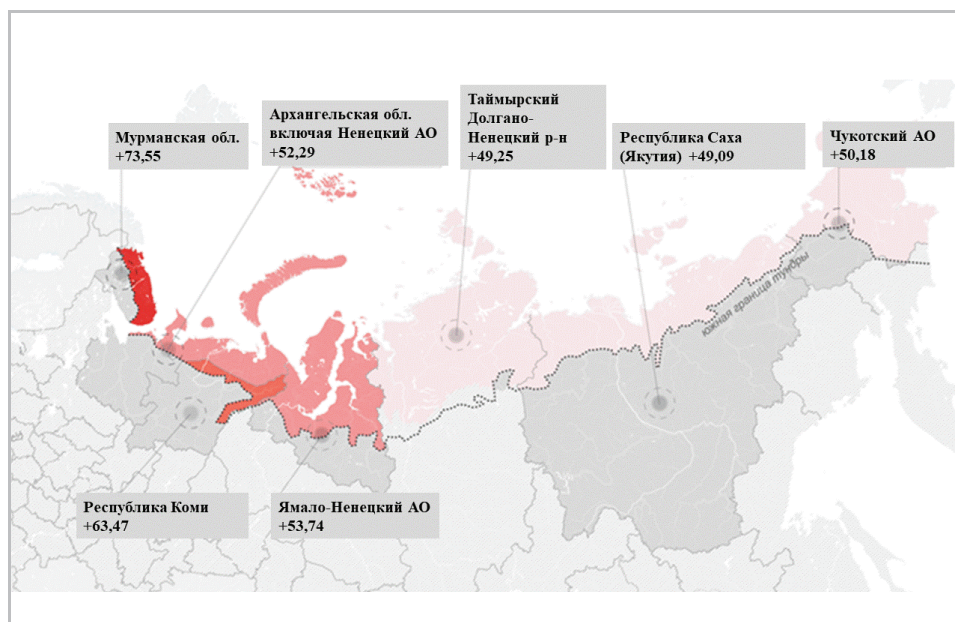 Мурманская обл.
+73,55
Архангельская обл.
включая Ненецкий АО
+52,29
Таймырский
Долгано-
Ненецкий р-н
+49,25
Республика Саха
(Якутия) +49,09
Чукотский АО
+50,18
южная граница тундры
Республика Коми
+63,47
Ямало-Ненецкий АО
+53,74